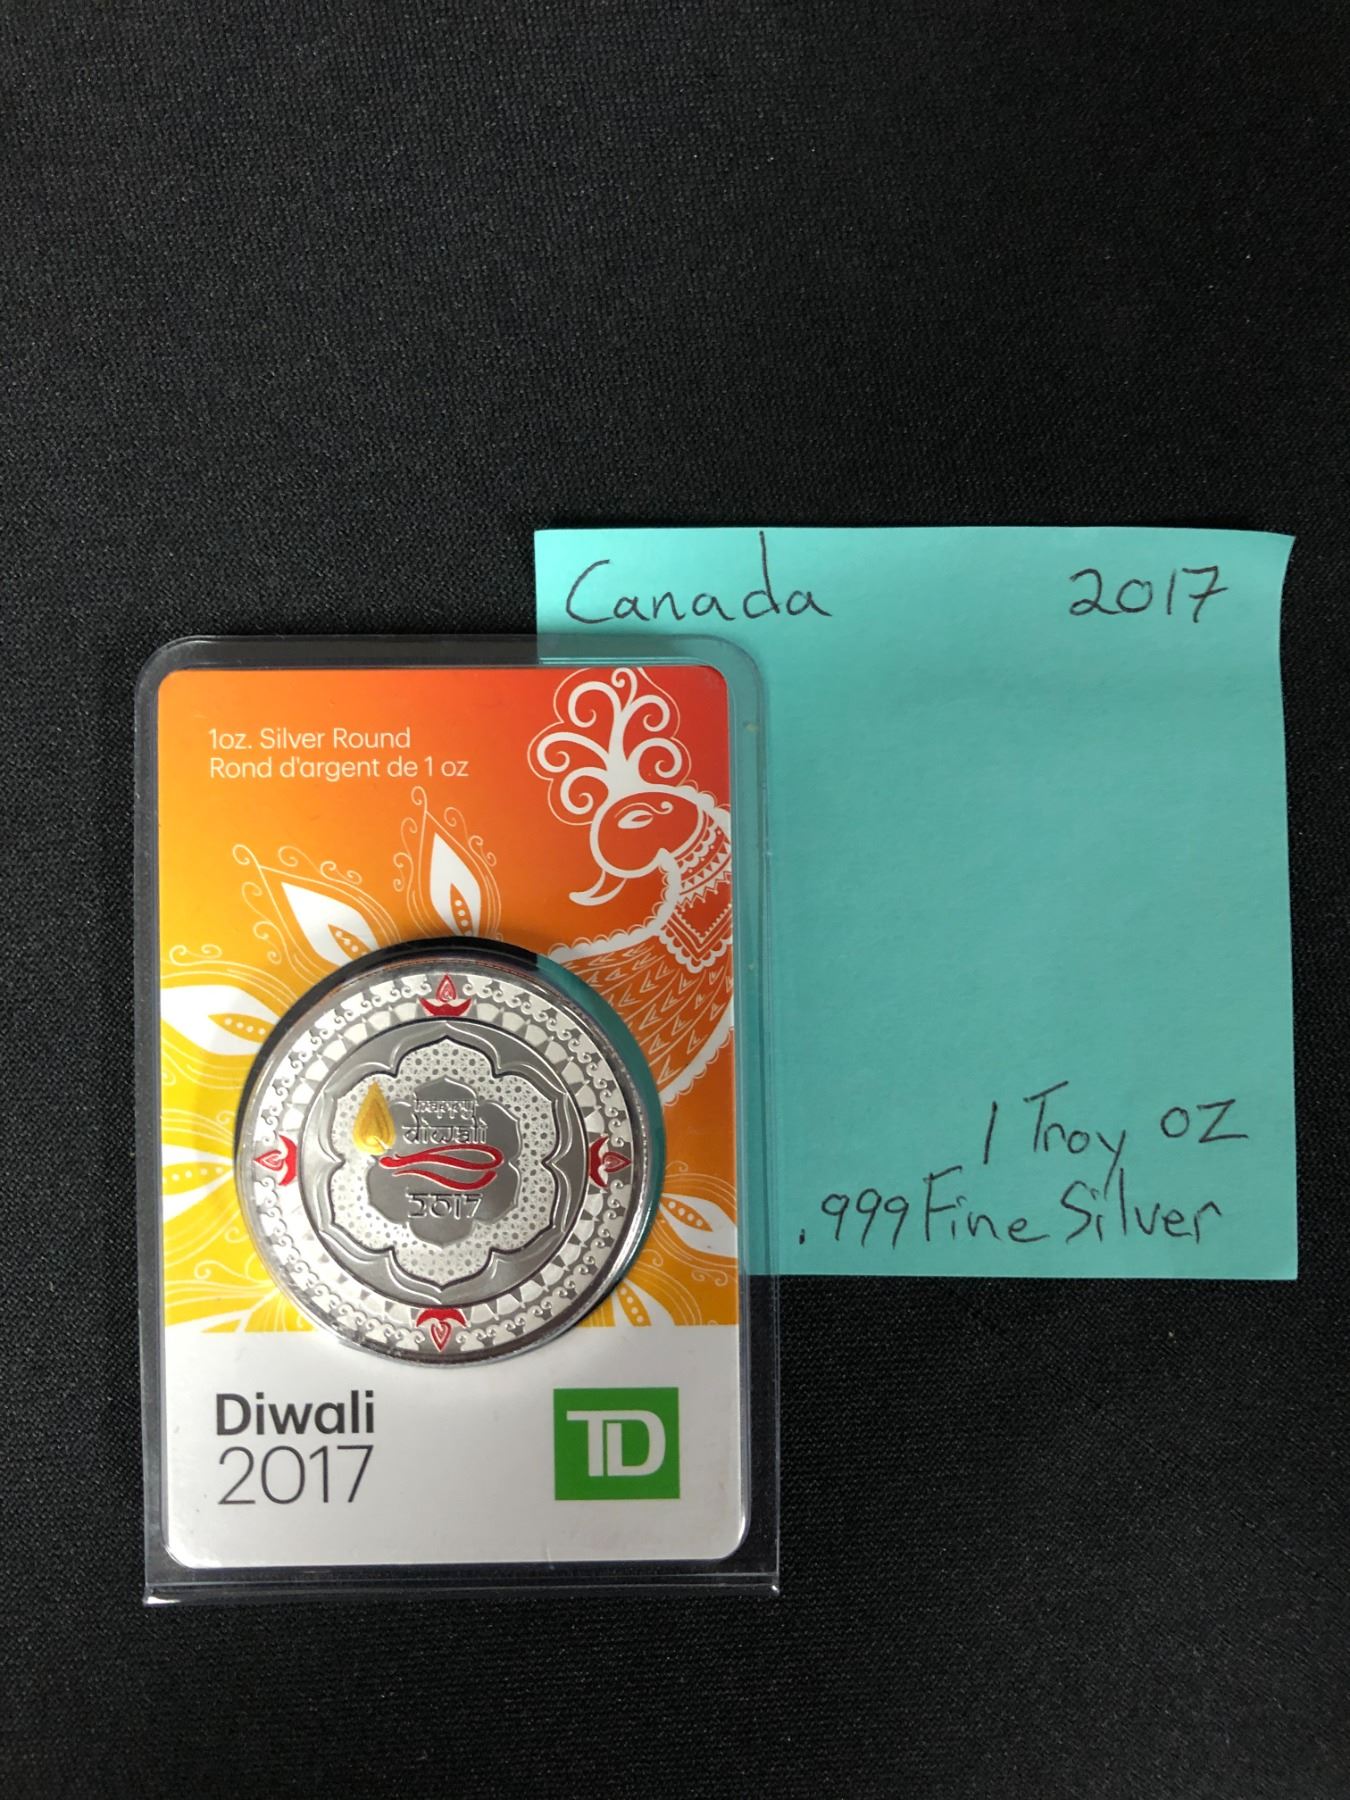 Canada 2017
1oz. Silver Round
Rond d'argent de 1 oz
happy
diwali
2017
1 Troy oz
.999 Fine Silver
Diwali
2017
TD